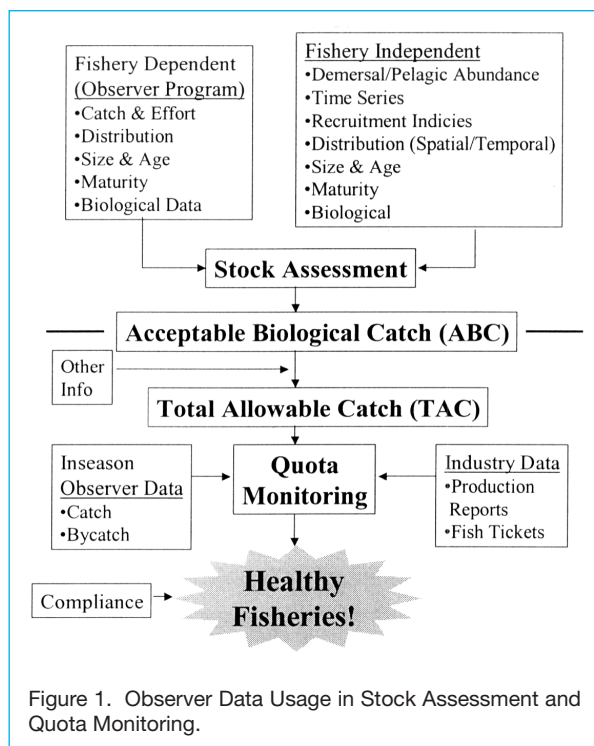 Fishery Dependent
(Observer Program)
•Catch & Effort
•Distribution
•Size & Age
•Maturity
•Biological Data
Fishery Independent
•Demersal/Pelagic Abundance
•Time Series
•Recruitment Indicies
•Distribution (Spatial/Temporal)
•Size & Age
•Maturity
•Biological
Stock Assessment
Acceptable Biological Catch (ABC)
Other
Info
Total Allowable Catch (TAC)
Inseason
Observer Data
•Catch
•Bycatch
Quota
Monitoring
Industry Data
•Production
Reports
•Fish Tickets
Compliance
Healthy
Fisheries!
Figure 1. Observer Data Usage in Stock Assessment and
Quota Monitoring.